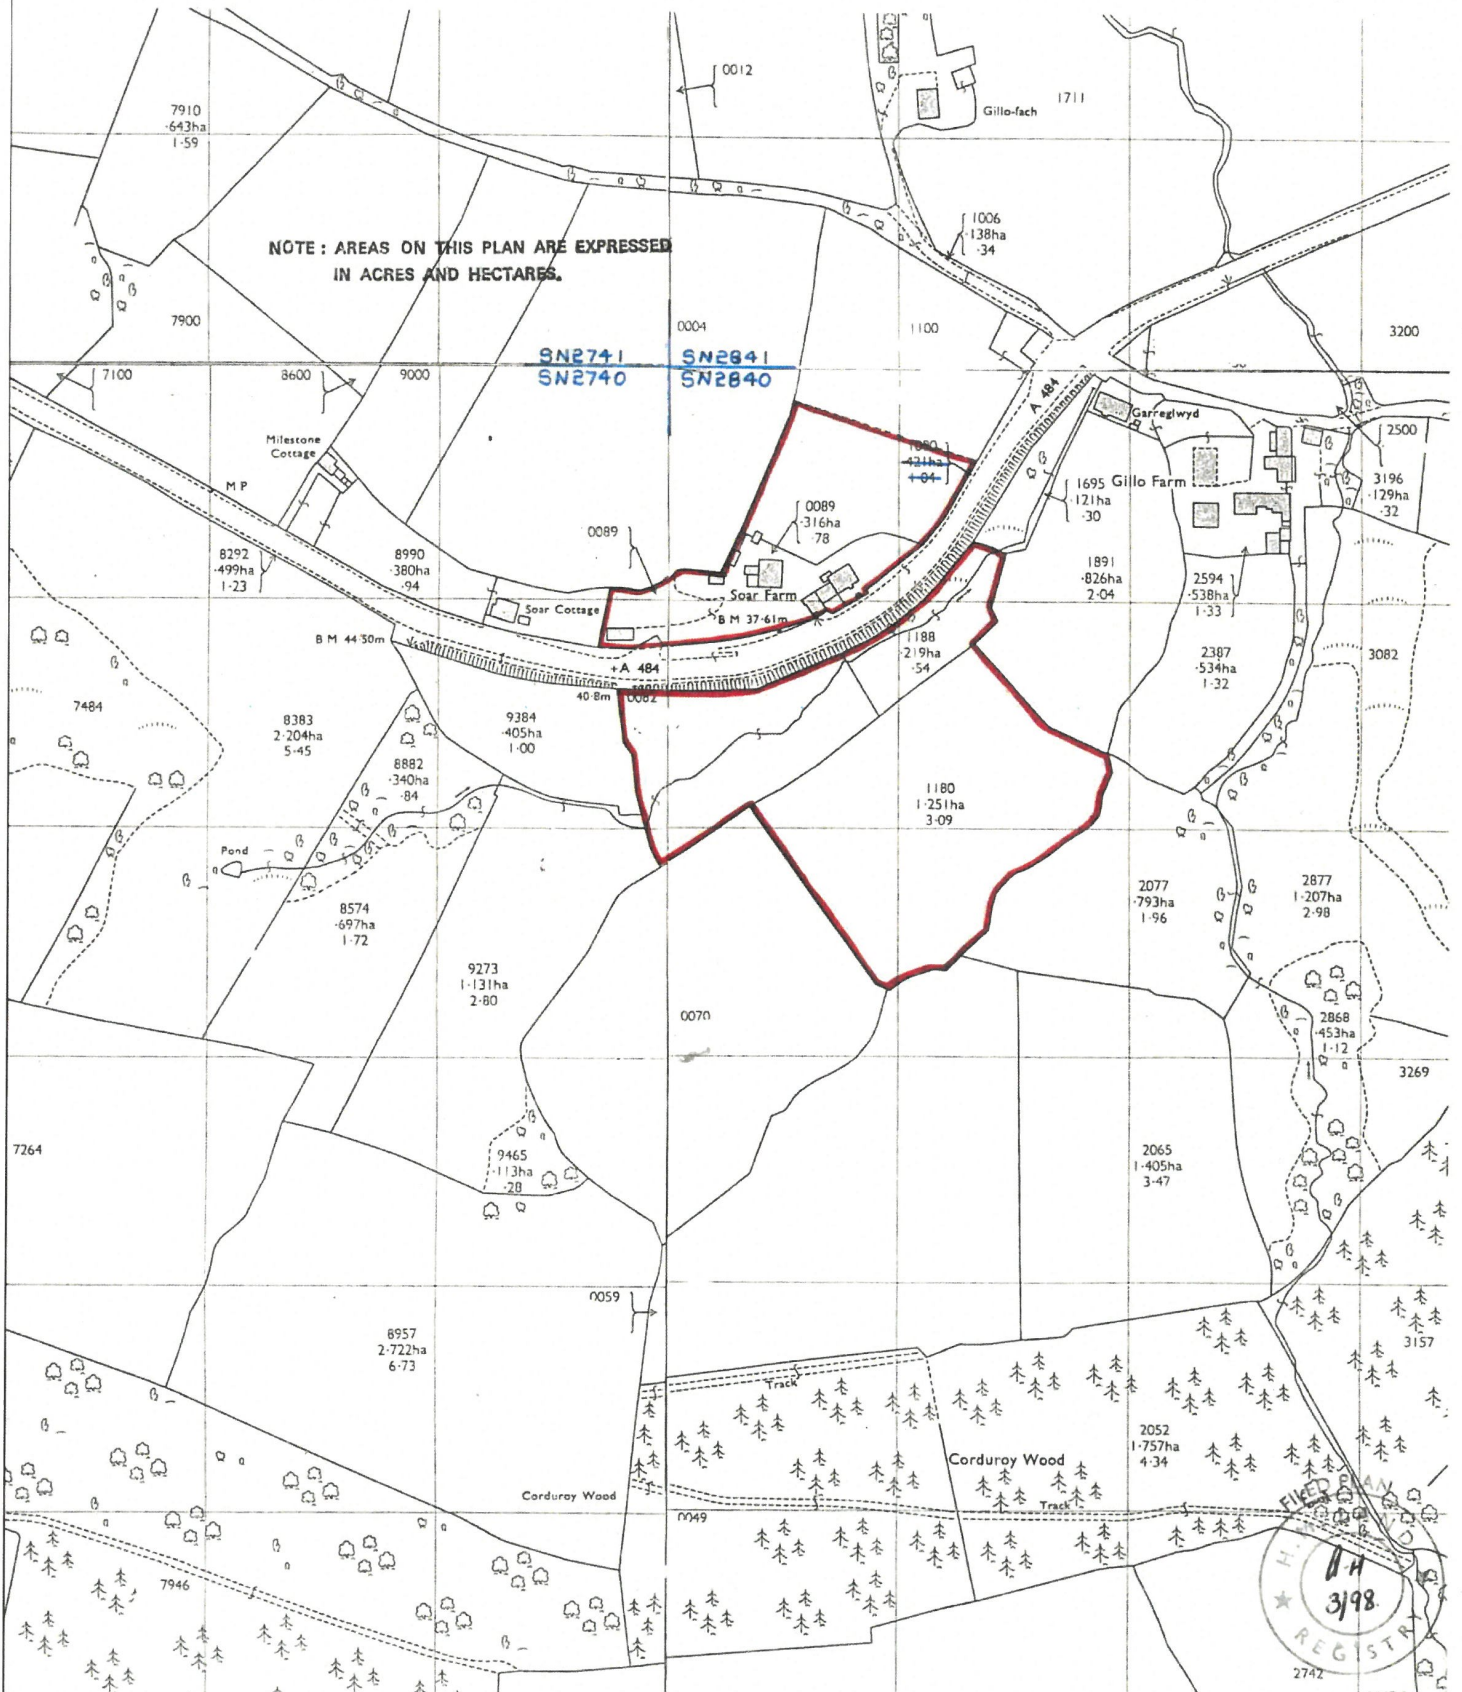 0012
7910
·643ha
1·59
Gillo-fach
1711
1006
·138ha
·34
NOTE : AREAS ON THIS PLAN ARE EXPRESSED
IN ACRES AND HECTARES.
7900
0004
1100
3200
SN2741
SN2841
SN2740
SN2840
7100
8600
9000
A 484
Garreglwyd
2500
Milestone
Cottage
·421ha
1·04
M P
1695
·121ha
·30
Gillo Farm
3196
·129ha
·32
0089
0089
·316ha
·78
8292
·499ha
1·23
8990
·380ha
·94
1891
·826ha
2·04
2594
·538ha
1·33
Soar Cottage
Soar Farm
B M 37·61m
B M 44·50m
1188
·219ha
·54
A 484
40·8m
0082
2387
·534ha
1·32
3082
7484
8383
2·204ha
5·45
9384
·405ha
1·00
8882
·340ha
·84
1180
1·251ha
3·09
Pond
8574
·697ha
1·72
2077
·793ha
1·96
2877
1·207ha
2·98
9273
1·131ha
2·80
0070
2868
·453ha
1·12
3269
7264
9465
·113ha
·28
2065
1·405ha
3·47
0059
8957
2·722ha
6·73
3157
Track
2052
1·757ha
4·34
Corduroy Wood
Corduroy Wood
Track
0049
FILED PLAN
H.M.
REGISTRY
3/98
7946
2742